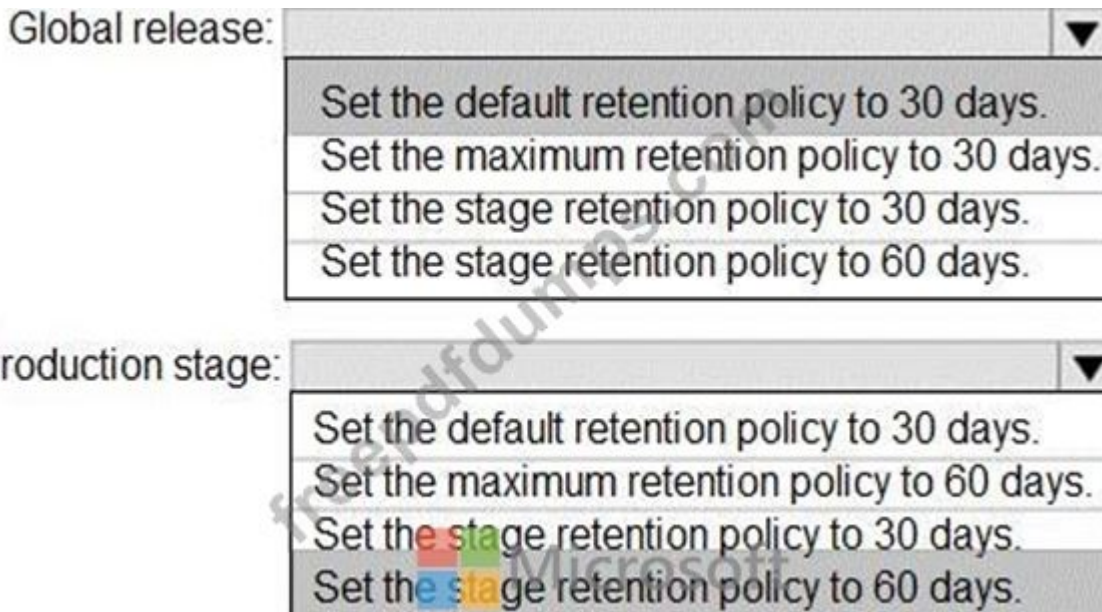 Global release:
Set the default retention policy to 30 days.
Set the maximum retention policy to 30 days.
Set the stage retention policy to 30 days.
Set the stage retention policy to 60 days.
roduction stage:
Set the default retention policy to 30 days.
Set the maximum retention policy to 60 days.
Set the stage retention policy to 30 days.
Set the stage retention policy to 60 days.
freepdfdumps.com
Microsoft